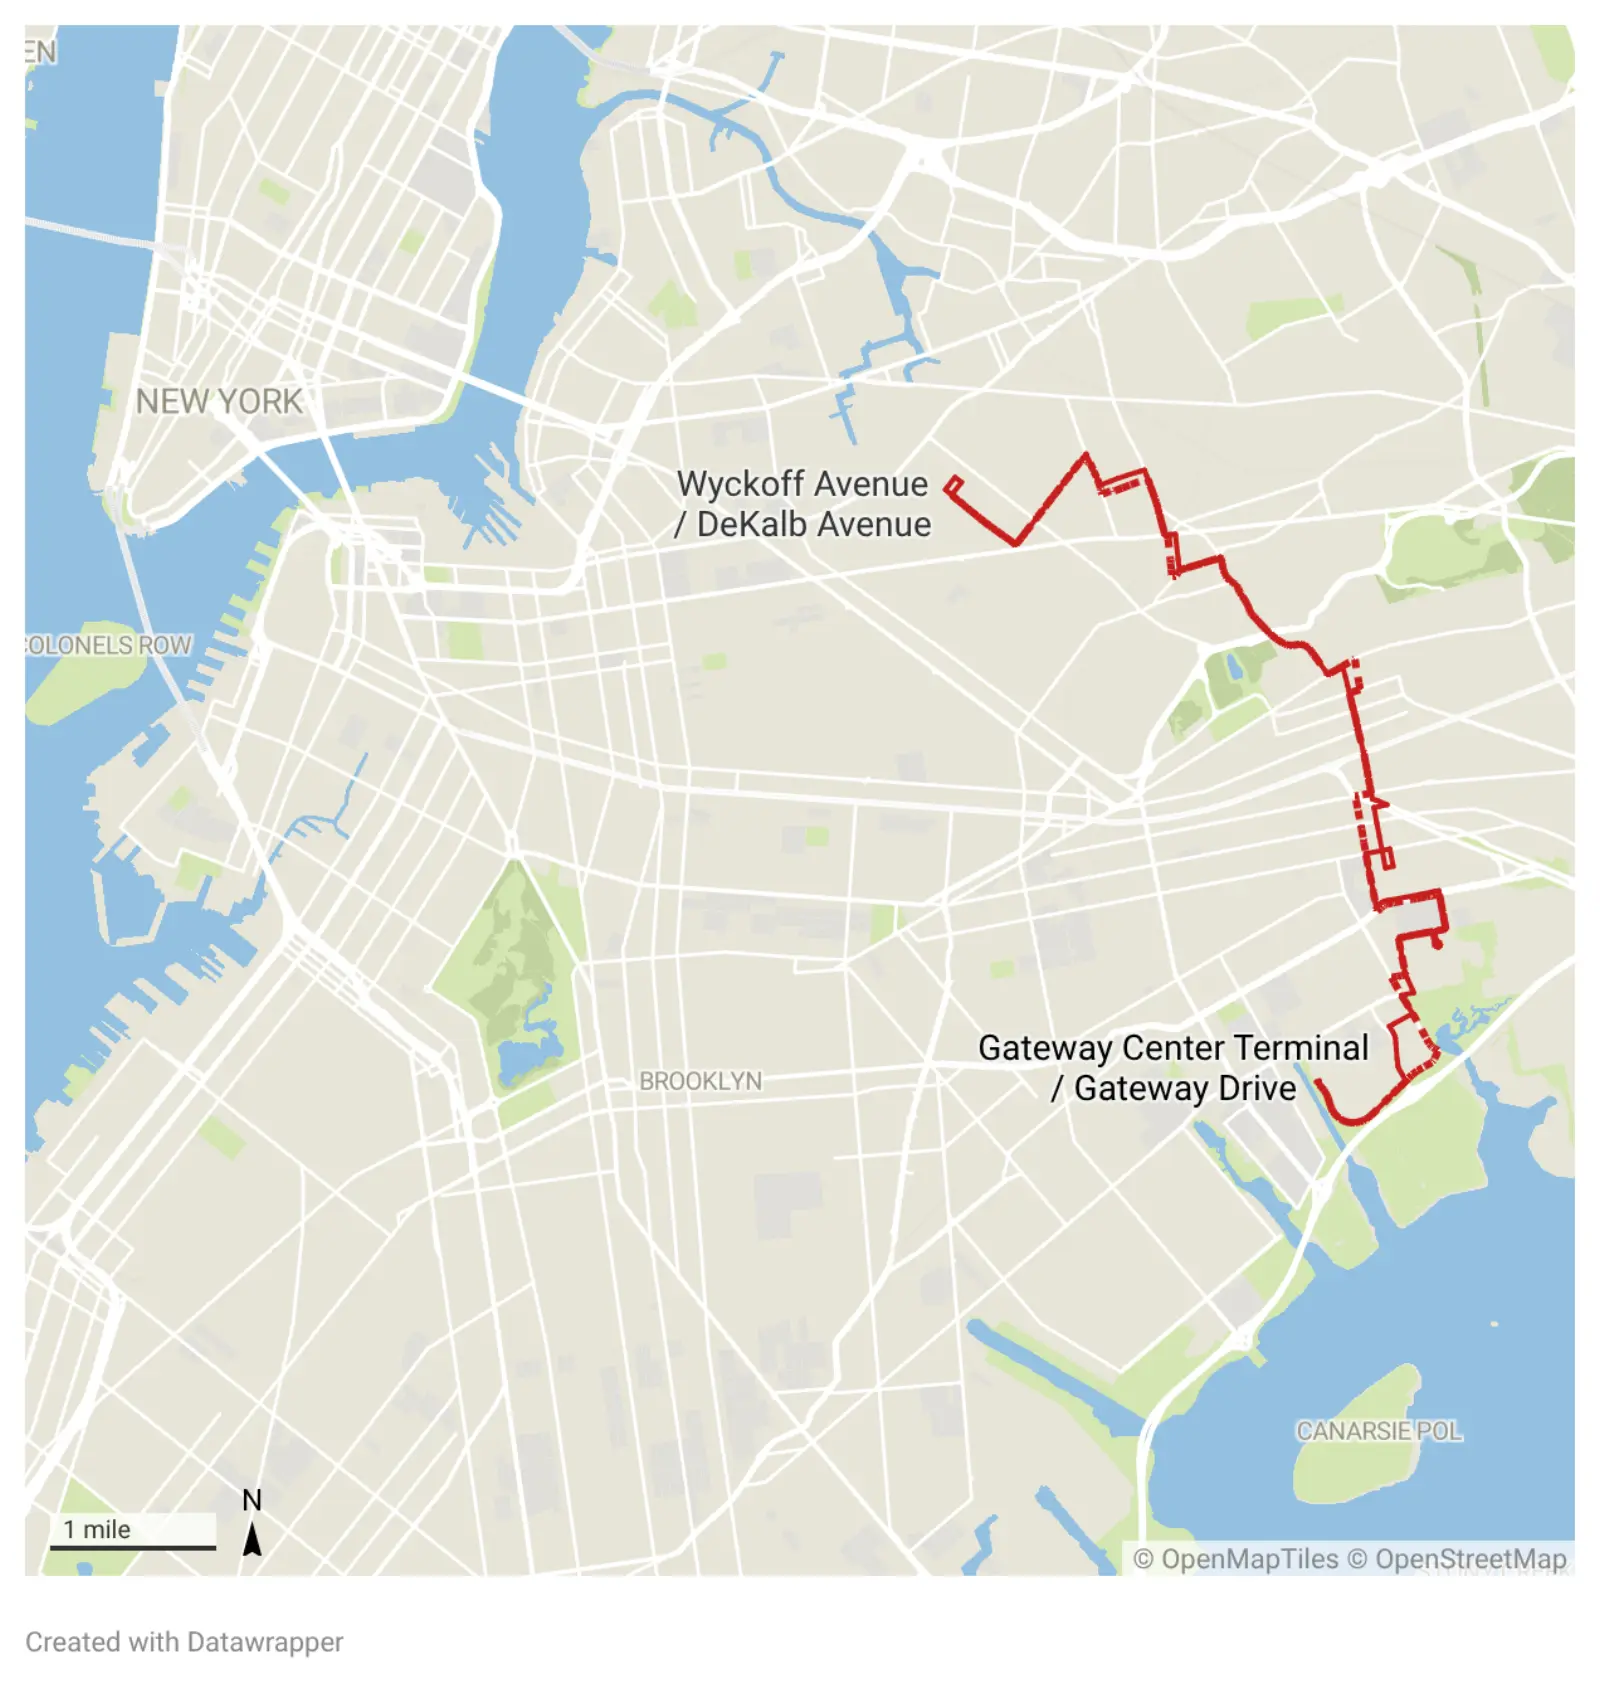 EN
NEW YORK
Wyckoff Avenue
/ DeKalb Avenue
COLONELS ROW
Gateway Center Terminal
/ Gateway Drive
BROOKLYN
CANARSIE POL
N
1 mile
© OpenMapTiles © OpenStreetMap
Created with Datawrapper